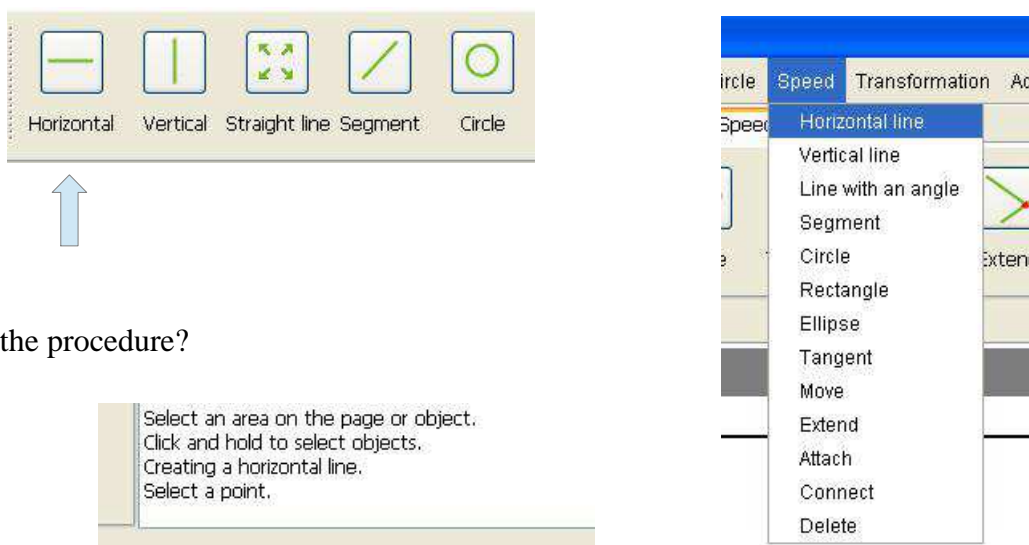 Horizontal Vertical Straight line Segment Circle
the procedure?
Select an area on the page or object.
Click and hold to select objects.
Creating a horizontal line.
Select a point.
ircle Speed Transformation Ac
Speed
Horizontal line
Vertical line
Line with an angle
Segment
Circle
Rectangle
Ellipse
Tangent
Move
Extend
Attach
Connect
Delete
e
Exten